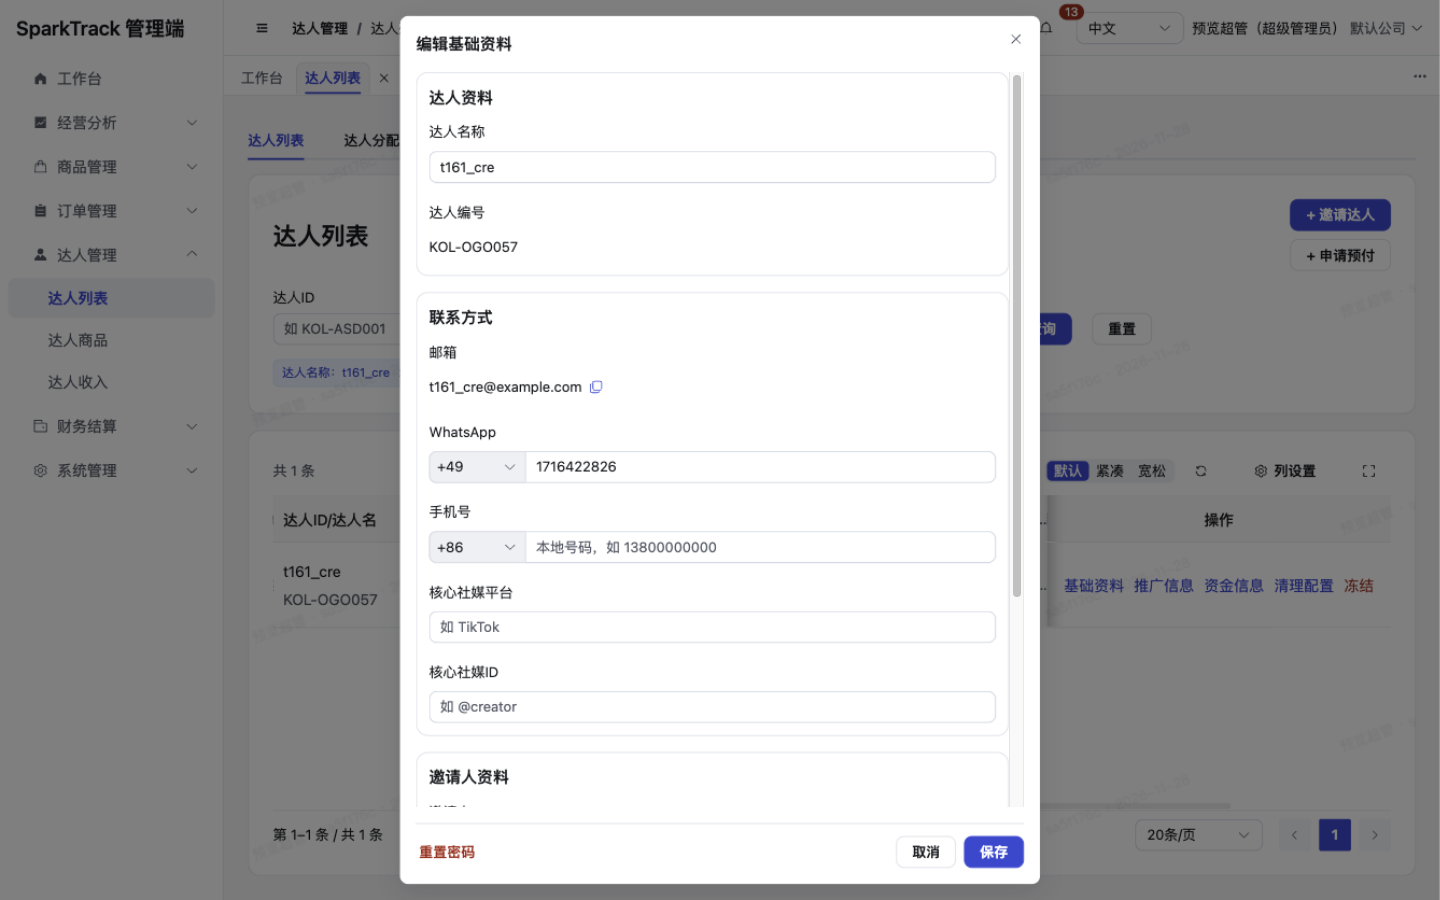 SparkTrack 管理端
达人管理 / 达人
13
中文
预览超管（超级管理员）
默认公司
工作台
经营分析
商品管理
订单管理
达人管理
达人列表
达人商品
达人收入
财务结算
系统管理
工作台
达人列表
达人列表
达人分配
达人列表
+ 邀请达人
+ 申请预付
达人ID
如 KOL-ASD001
询
重置
达人名称：t161_cre
共 1 条
默认 紧凑 宽松
列设置
达人ID/达人名
...
操作
t161_cre
KOL-OGO057
...
基础资料 推广信息 资金信息 清理配置 冻结
第 1–1 条 / 共 1 条
20条/页
1
编辑基础资料
达人资料
达人名称
t161_cre
达人编号
KOL-OGO057
联系方式
邮箱
t161_cre@example.com
WhatsApp
+49
1716422826
手机号
+86
本地号码，如 13800000000
核心社媒平台
如 TikTok
核心社媒ID
如 @creator
邀请人资料
重置密码
取消
保存